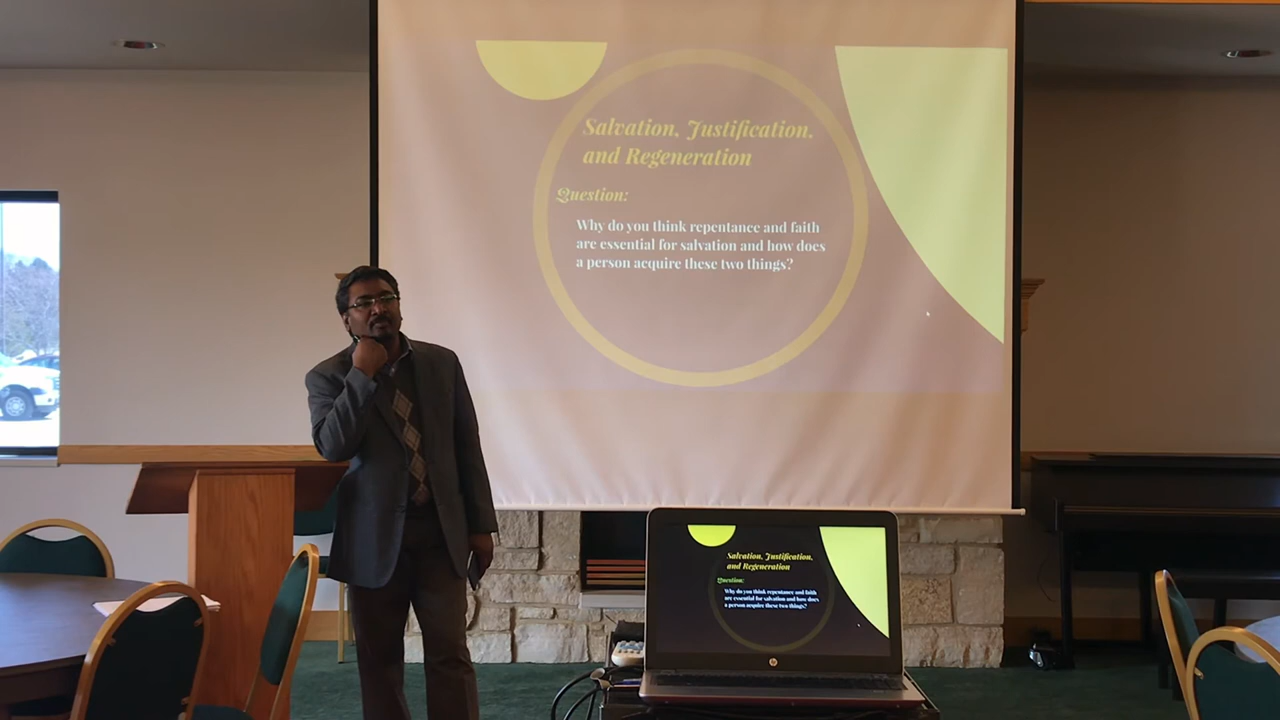 Salvation, Justification,
and Regeneration
Question:
Why do you think repentance and faith
are essential for salvation and how does
a person acquire these two things?
Salvation, Justification,
and Regeneration
Question:
Why do you think repentance and faith
are essential for salvation and how does
a person acquire these two things?
hp